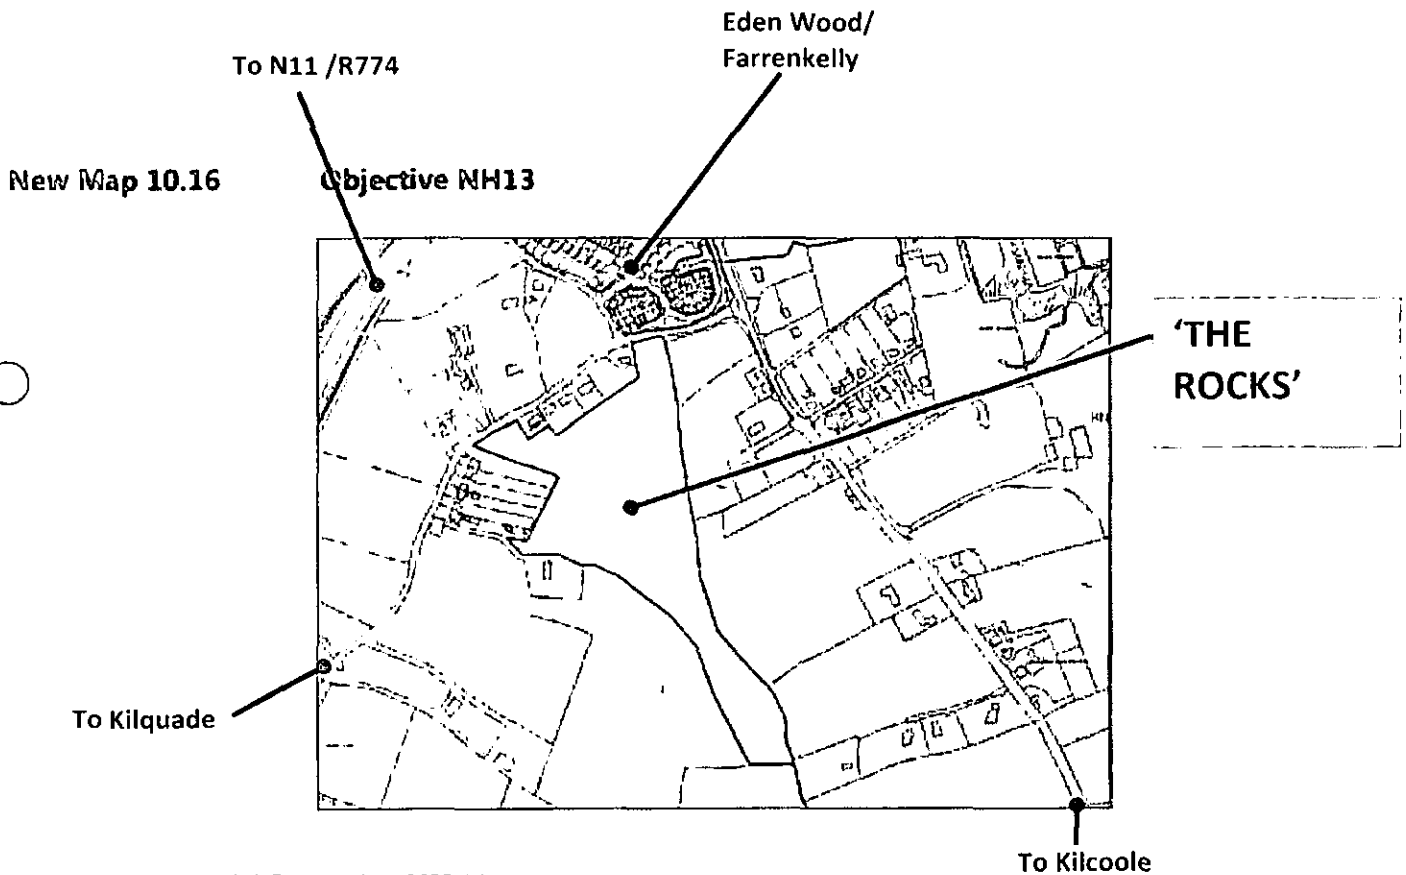 Eden Wood/
Farrenkelly
To N11 /R774
New Map 10.16 Objective NH13
'THE
ROCKS'
To Kilquade
To Kilcoole